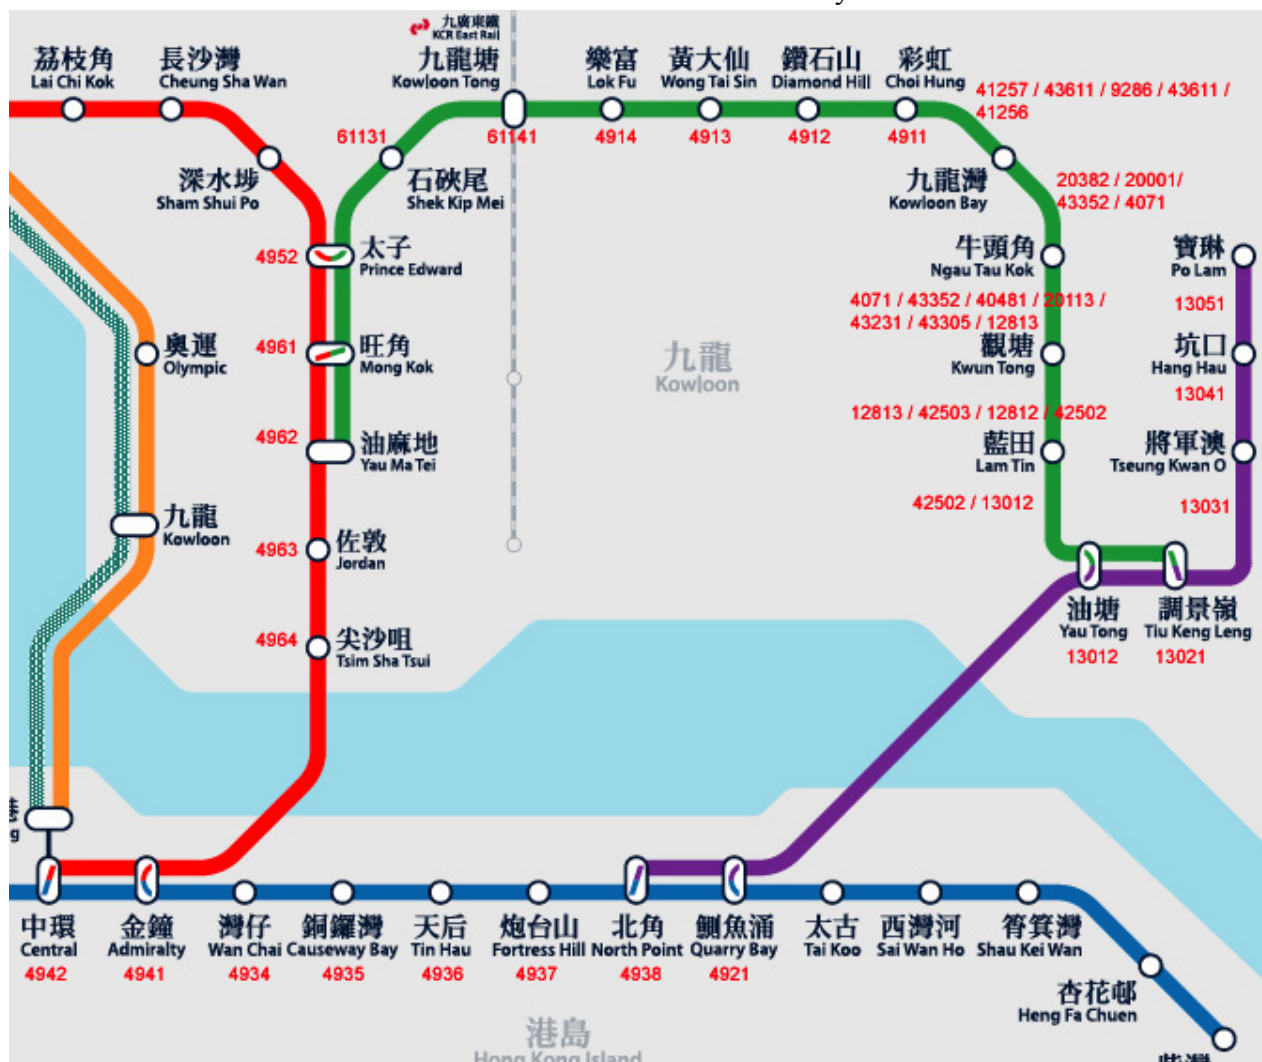 九廣東鐵
KCR East Rail
荔枝角
Lai Chi Kok
長沙灣
Cheung Sha Wan
九龍塘
Kowloon Tong
樂富
Lok Fu
黃大仙
Wong Tai Sin
鑽石山
Diamond Hill
彩虹
Choi Hung
41257 / 43611 / 9286 / 43611 /
41256
61131
61141
4914
4913
4912
4911
深水埗
Sham Shui Po
石硤尾
Shek Kip Mei
九龍灣
Kowloon Bay
20382 / 20001/
43352 / 4071
4952
太子
Prince Edward
牛頭角
Ngau Tau Kok
寶琳
Po Lam
4071 / 43352 / 40481 / 20113 /
43231 / 43305 / 12813
13051
奧運
Olympic
4961
旺角
Mong Kok
九龍
Kowloon
觀塘
Kwun Tong
坑口
Hang Hau
13041
12813 / 42503 / 12812 / 42502
4962
油麻地
Yau Ma Tei
藍田
Lam Tin
將軍澳
Tseung Kwan O
42502 / 13012
13031
九龍
Kowloon
4963
佐敦
Jordan
4964
尖沙咀
Tsim Sha Tsui
油塘
Yau Tong
13012
調景嶺
Tiu Keng Leng
13021
中環
Central
4942
金鐘
Admiralty
4941
灣仔
Wan Chai
4934
銅鑼灣
Causeway Bay
4935
天后
Tin Hau
4936
炮台山
Fortress Hill
4937
北角
North Point
4938
鰂魚涌
Quarry Bay
4921
太古
Tai Koo
西灣河
Sai Wan Ho
筲箕灣
Shau Kei Wan
杏花邨
Heng Fa Chuen
港島
Hong Kong Island